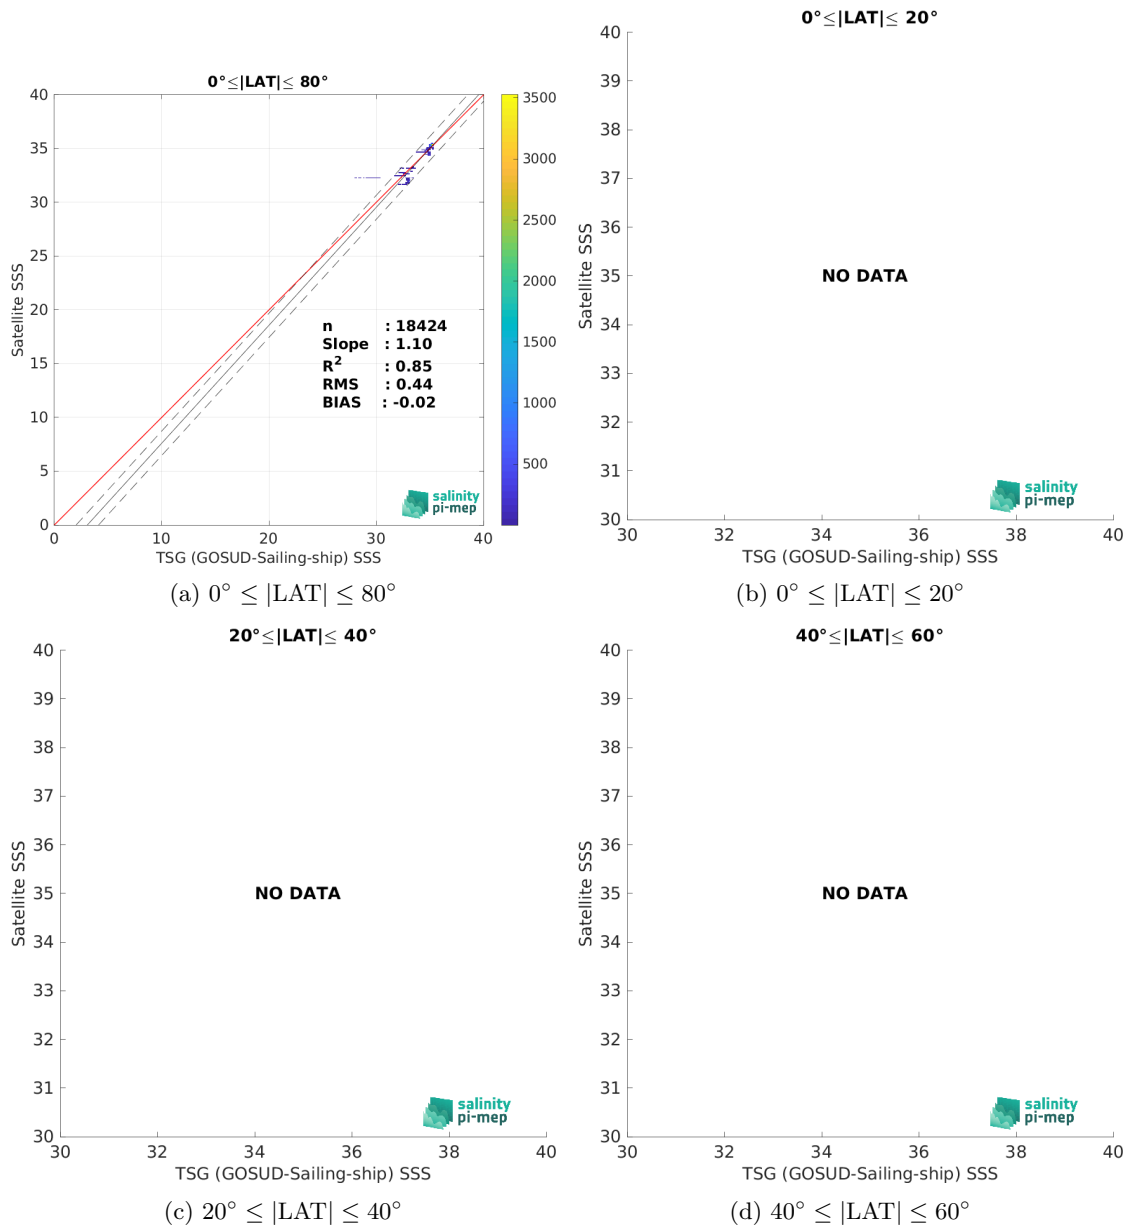 0°≤|LAT|≤ 80°
40
35
30
25
20
15
10
5
0
Satellite SSS
0
10
20
30
40
TSG (GOSUD-Sailing-ship) SSS
n : 18424
Slope : 1.10
R2 : 0.85
RMS : 0.44
BIAS : -0.02
salinity
pi-mep
3500
3000
2500
2000
1500
1000
500
(a) 0° ≤ |LAT| ≤ 80°
0°≤|LAT|≤ 20°
40
39
38
37
36
35
34
33
32
31
30
Satellite SSS
NO DATA
salinity
pi-mep
30
32
34
36
38
40
TSG (GOSUD-Sailing-ship) SSS
(b) 0° ≤ |LAT| ≤ 20°
20°≤|LAT|≤ 40°
40
39
38
37
36
35
34
33
32
31
30
Satellite SSS
NO DATA
salinity
pi-mep
30
32
34
36
38
40
TSG (GOSUD-Sailing-ship) SSS
(c) 20° ≤ |LAT| ≤ 40°
40°≤|LAT|≤ 60°
40
39
38
37
36
35
34
33
32
31
30
Satellite SSS
NO DATA
salinity
pi-mep
30
32
34
36
38
40
TSG (GOSUD-Sailing-ship) SSS
(d) 40° ≤ |LAT| ≤ 60°